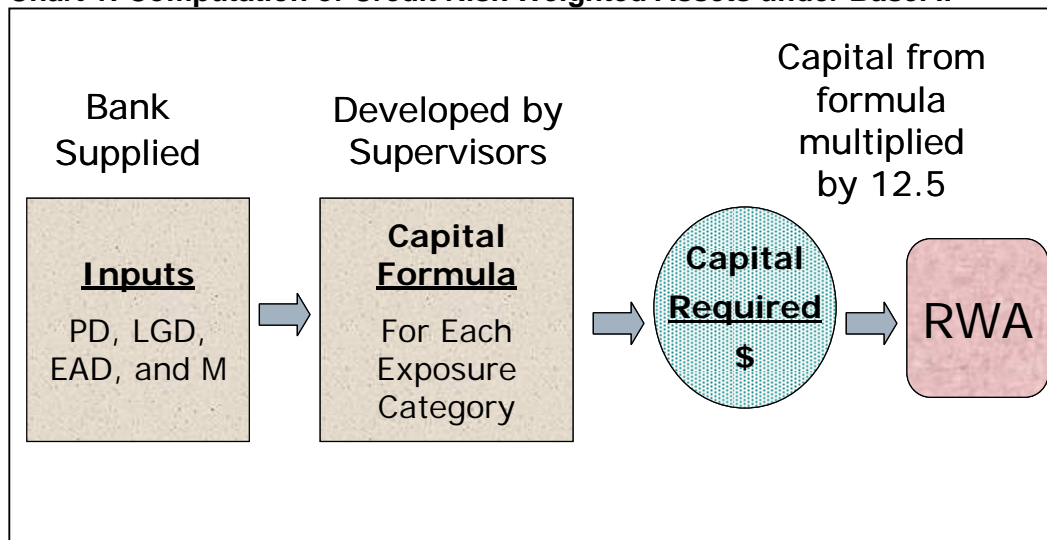 Bank
Supplied
Developed by
Supervisors
Capital from
formula
multiplied
by 12.5
Inputs
PD, LGD,
EAD, and M
Capital
Formula
For Each
Exposure
Category
Capital
Required
$
RWA